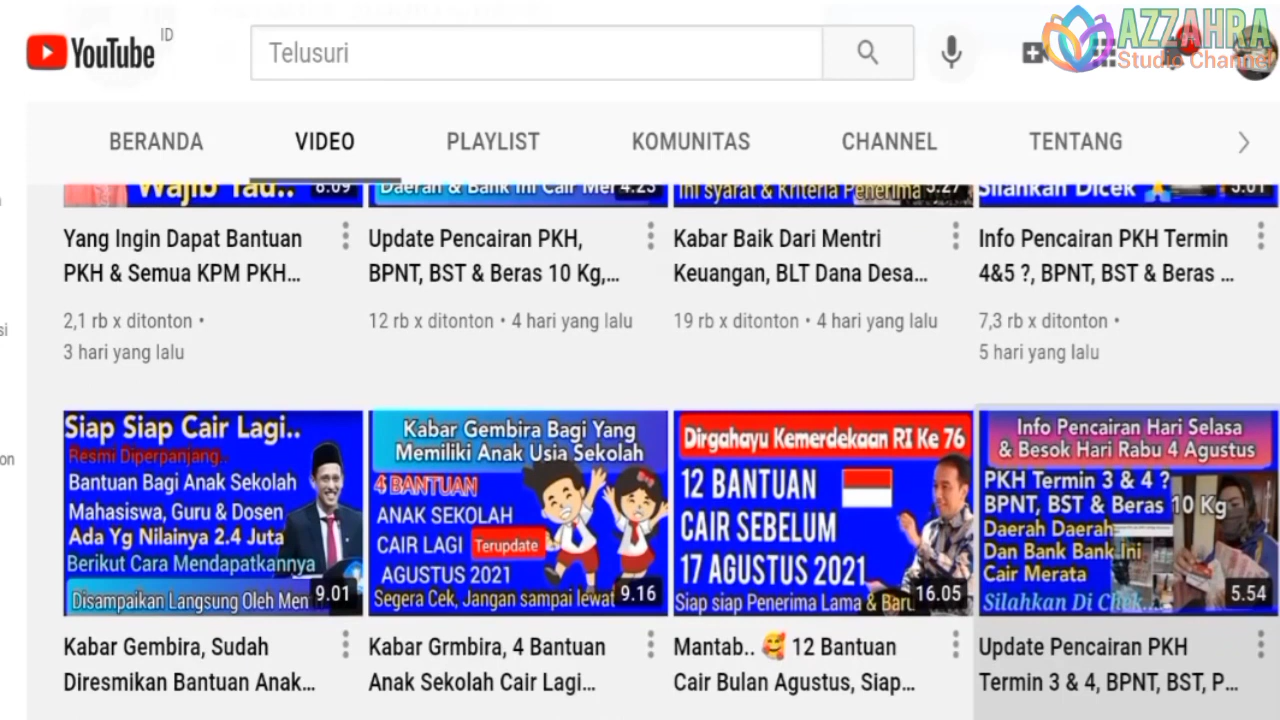 YouTube ID
Telusuri
AZZAHRA
Studio Channel
BERANDA VIDEO PLAYLIST KOMUNITAS CHANNEL TENTANG
Wajib Tau.. 8.09
Daerah & Bank Ini Cair 4.23
Ini syarat & Kriteria Penerima 5.27
Silahkan Dicek 5.01
Yang Ingin Dapat Bantuan
PKH & Semua KPM PKH...
2,1 rb x ditonton •
3 hari yang lalu
Update Pencairan PKH,
BPNT, BST & Beras 10 Kg,...
12 rb x ditonton • 4 hari yang lalu
Kabar Baik Dari Mentri
Keuangan, BLT Dana Desa...
19 rb x ditonton • 4 hari yang lalu
Info Pencairan PKH Termin
4&5 ?, BPNT, BST & Beras ...
7,3 rb x ditonton •
5 hari yang lalu
Siap Siap Cair Lagi..
Resmi Diperpanjang..
Bantuan Bagi Anak Sekolah
Mahasiswa, Guru & Dosen
Ada Yg Nilainya 2.4 Juta
Berikut Cara Mendapatkannya
Disampaikan Langsung Oleh
9.01
Kabar Gembira, Sudah
Diresmikan Bantuan Anak...
Kabar Gembira Bagi Yang
Memiliki Anak Usia Sekolah
4 BANTUAN
ANAK SEKOLAH
CAIR LAGI Terupdate
AGUSTUS 2021
Segera Cek, Jangan sampai lewat
9.16
Kabar Grmbira, 4 Bantuan
Anak Sekolah Cair Lagi...
Dirgahayu Kemerdekaan RI Ke 76
12 BANTUAN
CAIR SEBELUM
17 AGUSTUS 2021
Siap siap Penerima Lama & Baru
16.05
Mantab.. 🥰 12 Bantuan
Cair Bulan Agustus, Siap...
Info Pencairan Hari Selasa
& Besok Hari Rabu 4 Agustus
PKH Termin 3 & 4 ?
BPNT, BST & Beras 10 Kg
Daerah Daerah
Dan Bank Bank Ini
Cair Merata
Silahkan Di Chek...
5.54
Update Pencairan PKH
Termin 3 & 4, BPNT, BST, P...